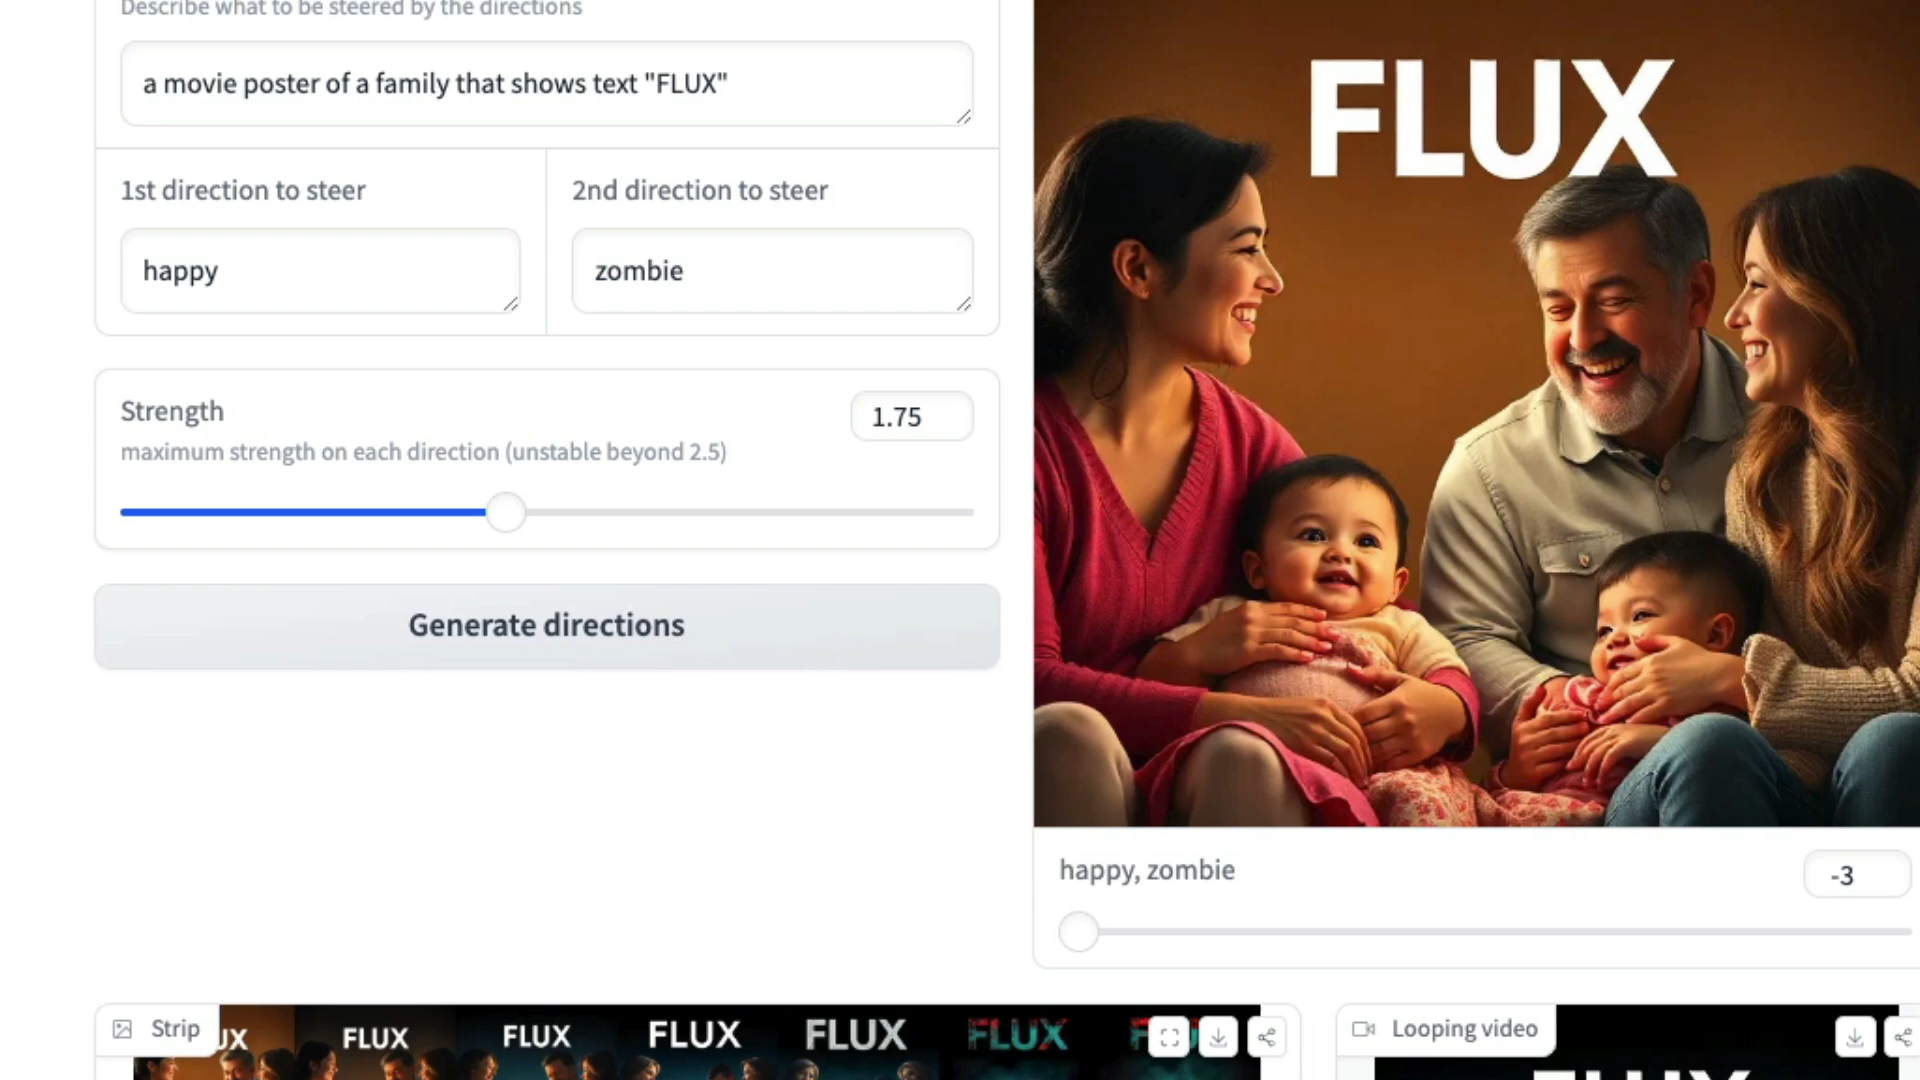 Describe what to be steered by the directions
a movie poster of a family that shows text "FLUX"
1st direction to steer
2nd direction to steer
happy
zombie
Strength
1.75
maximum strength on each direction (unstable beyond 2.5)
Generate directions
FLUX
happy, zombie
-3
Strip
UX
FLUX
FLUX
FLUX
FLUX
FLUX
Looping video
FLUX